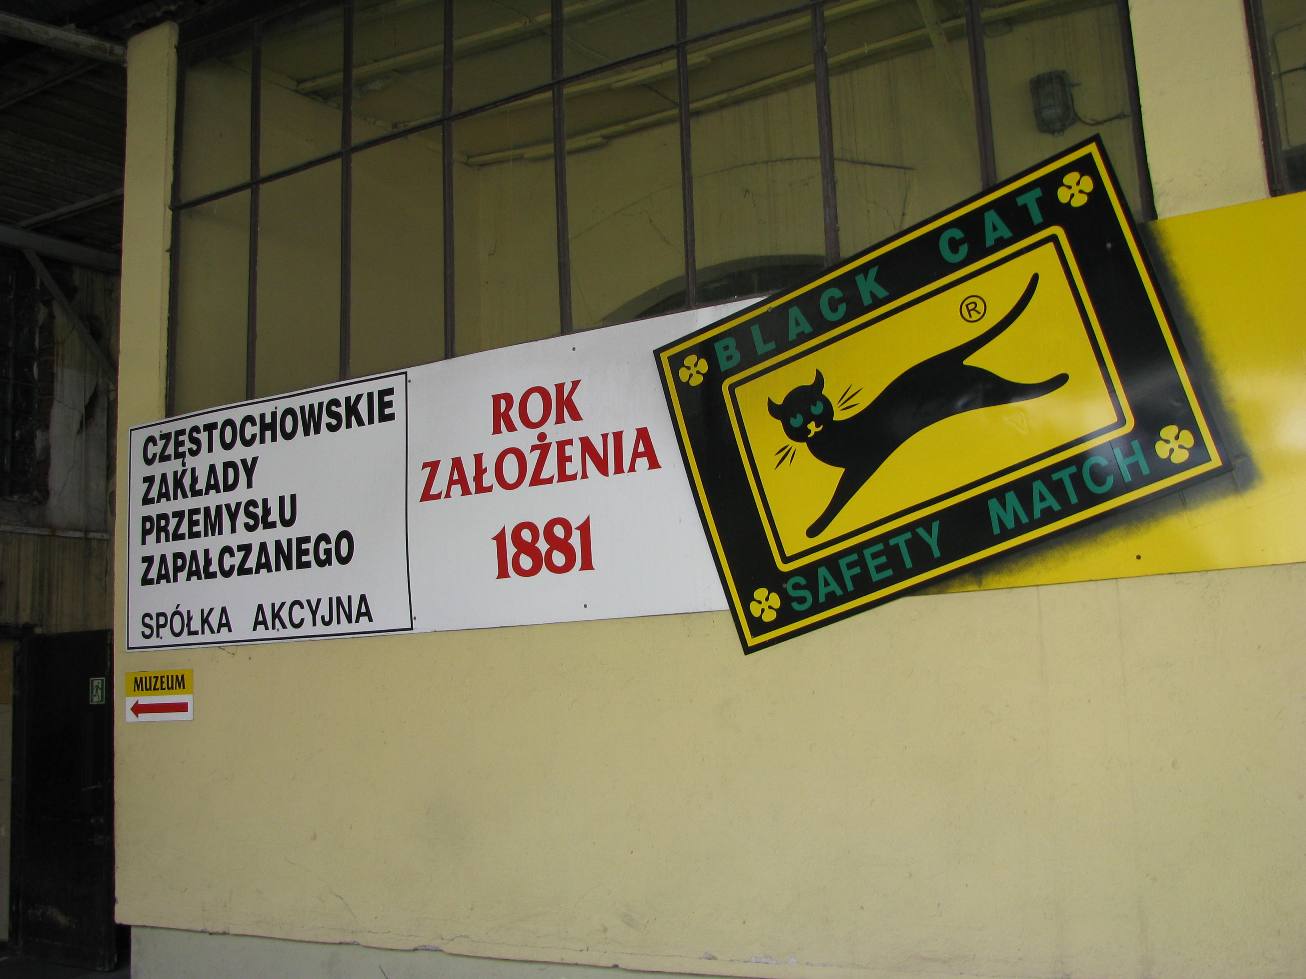 CZĘSTOCHOWSKIE
ZAKŁADY
PRZEMYSŁU
ZAPAŁCZANEGO
SPÓŁKA AKCYJNA
ROK
ZAŁOŻENIA
1881
BLACK CAT
®
SAFETY MATCH
MUZEUM